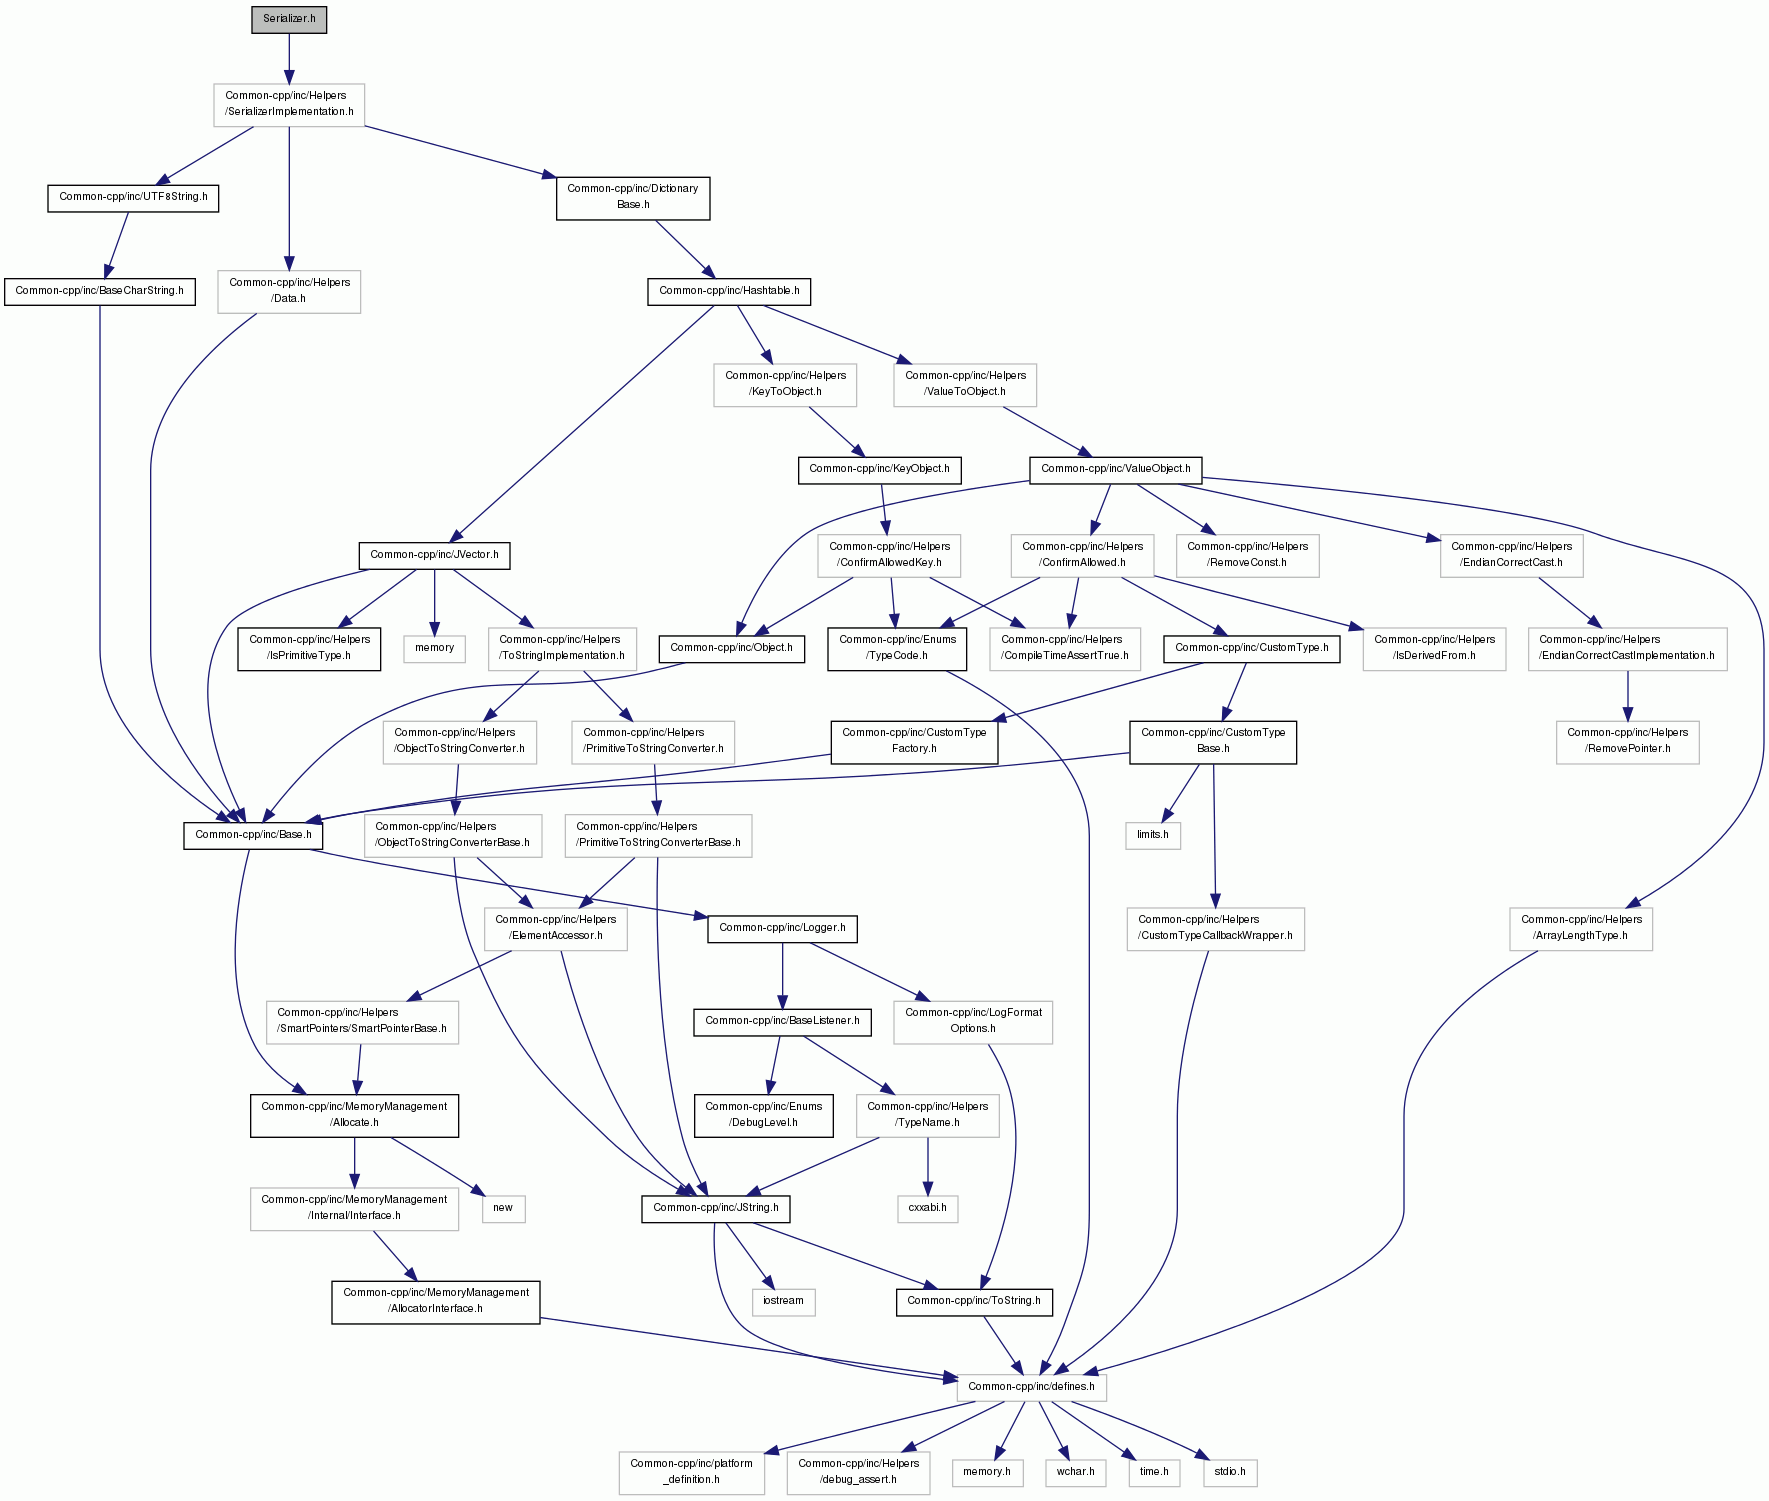 Serializer.h
Common-cpp/inc/Helpers
/SerializerImplementation.h
Common-cpp/inc/UTF8String.h
Common-cpp/inc/Dictionary
Base.h
Common-cpp/inc/BaseCharString.h
Common-cpp/inc/Helpers
/Data.h
Common-cpp/inc/Hashtable.h
Common-cpp/inc/Helpers
/KeyToObject.h
Common-cpp/inc/Helpers
/ValueToObject.h
Common-cpp/inc/KeyObject.h
Common-cpp/inc/ValueObject.h
Common-cpp/inc/JVector.h
Common-cpp/inc/Helpers
/ConfirmAllowedKey.h
Common-cpp/inc/Helpers
/ConfirmAllowed.h
Common-cpp/inc/Helpers
/RemoveConst.h
Common-cpp/inc/Helpers
/EndianCorrectCast.h
Common-cpp/inc/Helpers
/IsPrimitiveType.h
memory
Common-cpp/inc/Helpers
/ToStringImplementation.h
Common-cpp/inc/Object.h
Common-cpp/inc/Enums
/TypeCode.h
Common-cpp/inc/Helpers
/CompileTimeAssertTrue.h
Common-cpp/inc/CustomType.h
Common-cpp/inc/Helpers
/IsDerivedFrom.h
Common-cpp/inc/Helpers
/EndianCorrectCastImplementation.h
Common-cpp/inc/Helpers
/ObjectToStringConverter.h
Common-cpp/inc/Helpers
/PrimitiveToStringConverter.h
Common-cpp/inc/CustomType
Factory.h
Common-cpp/inc/CustomType
Base.h
Common-cpp/inc/Helpers
/RemovePointer.h
Common-cpp/inc/Base.h
Common-cpp/inc/Helpers
/ObjectToStringConverterBase.h
Common-cpp/inc/Helpers
/PrimitiveToStringConverterBase.h
limits.h
Common-cpp/inc/Helpers
/ElementAccessor.h
Common-cpp/inc/Logger.h
Common-cpp/inc/Helpers
/CustomTypeCallbackWrapper.h
Common-cpp/inc/Helpers
/ArrayLengthType.h
Common-cpp/inc/Helpers
/SmartPointers/SmartPointerBase.h
Common-cpp/inc/BaseListener.h
Common-cpp/inc/LogFormat
Options.h
Common-cpp/inc/MemoryManagement
/Allocate.h
Common-cpp/inc/Enums
/DebugLevel.h
Common-cpp/inc/Helpers
/TypeName.h
Common-cpp/inc/MemoryManagement
/Internal/Interface.h
new
Common-cpp/inc/JString.h
cxxabi.h
Common-cpp/inc/MemoryManagement
/AllocatorInterface.h
iostream
Common-cpp/inc/ToString.h
Common-cpp/inc/defines.h
Common-cpp/inc/platform
_definition.h
Common-cpp/inc/Helpers
/debug_assert.h
memory.h
wchar.h
time.h
stdio.h